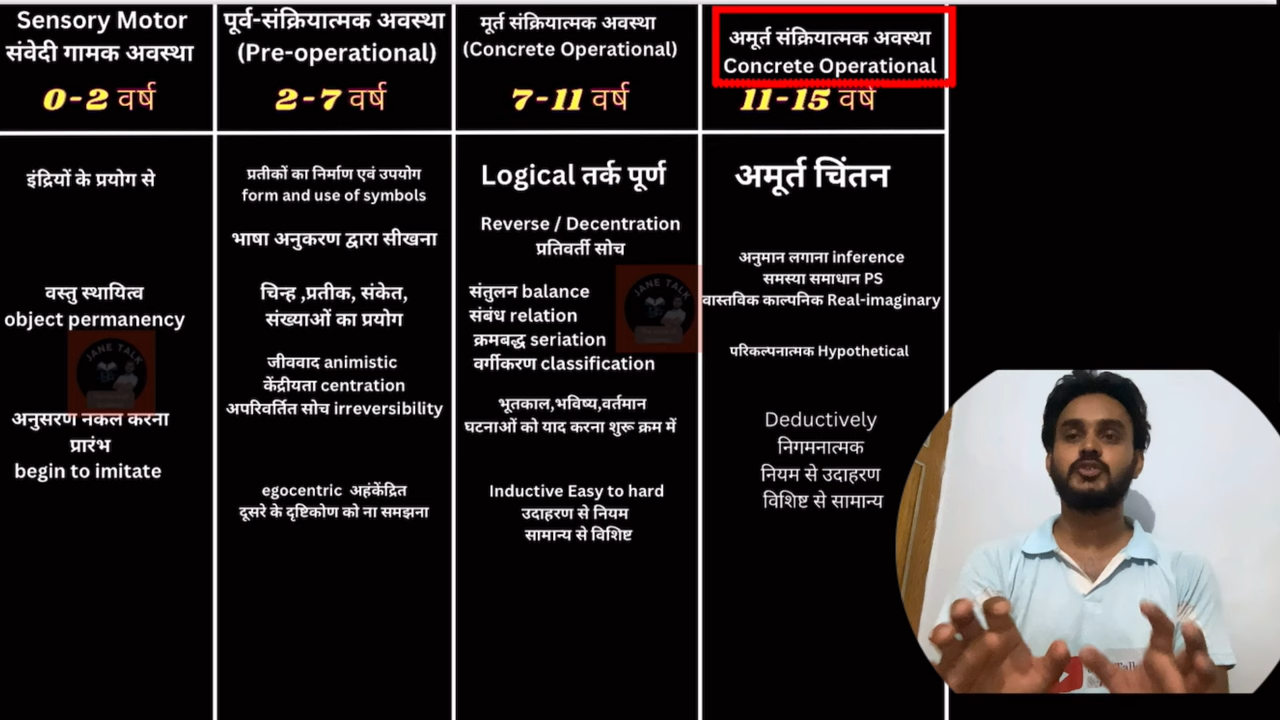 Sensory Motor
संवेदी गामक अवस्था
0-2 वर्ष
इंद्रियों के प्रयोग से
वस्तु स्थायित्व
object permanency
अनुसरण नकल करना
प्रारंभ
begin to imitate
पूर्व-संक्रियात्मक अवस्था
(Pre-operational)
2-7 वर्ष
प्रतीकों का निर्माण एवं उपयोग
form and use of symbols
भाषा अनुकरण द्वारा सीखना
चिन्ह ,प्रतीक, संकेत,
संख्याओं का प्रयोग
जीववाद animistic
केंद्रीयता centration
अपरिवर्तित सोच irreversibility
egocentric अहंकेंद्रित
दूसरे के दृष्टिकोण को ना समझना
मूर्त संक्रियात्मक अवस्था
(Concrete Operational)
7-11 वर्ष
Logical तर्क पूर्ण
Reverse / Decentration
प्रतिवर्ती सोच
संतुलन balance
संबंध relation
क्रमबद्ध seriation
वर्गीकरण classification
भूतकाल,भविष्य,वर्तमान
घटनाओं को याद करना शुरू क्रम में
Inductive Easy to hard
उदाहरण से नियम
सामान्य से विशिष्ट
अमूर्त संक्रियात्मक अवस्था
Concrete Operational
11-15 वर्ष
अमूर्त चिंतन
अनुमान लगाना inference
समस्या समाधान PS
वास्तविक काल्पनिक Real-imaginary
परिकल्पनात्मक Hypothetical
Deductively
निगमनात्मक
नियम से उदाहरण
विशिष्ट से सामान्य
JANE TALK
JANE TALK